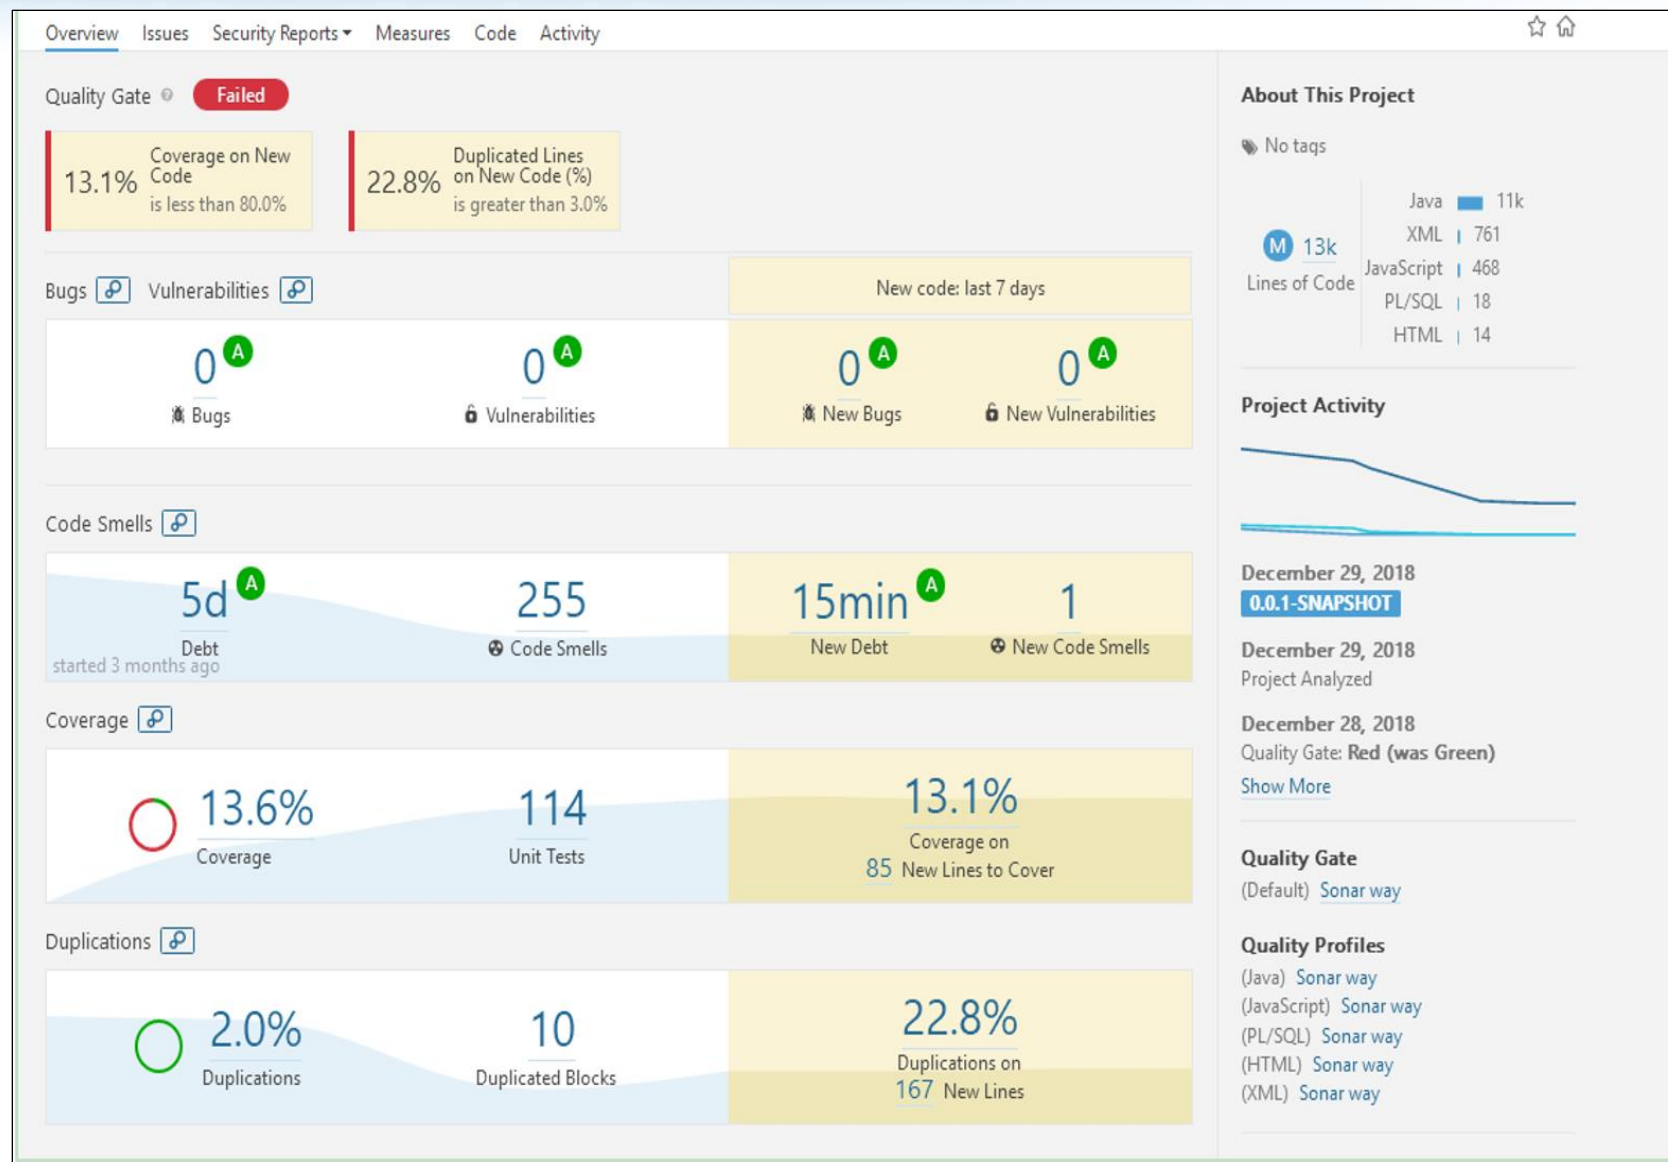 Overview Issues Security Reports Measures Code Activity
Quality Gate Failed
13.1% Coverage on New Code
is less than 80.0%
22.8% Duplicated Lines on New Code (%)
is greater than 3.0%
Bugs Vulnerabilities
New code: last 7 days
0 A
Bugs
0 A
Vulnerabilities
0 A
New Bugs
0 A
New Vulnerabilities
Code Smells
5d A
Debt
started 3 months ago
255
Code Smells
15min A
New Debt
1
New Code Smells
Coverage
13.6%
Coverage
114
Unit Tests
13.1%
Coverage on
85 New Lines to Cover
Duplications
2.0%
Duplications
10
Duplicated Blocks
22.8%
Duplications on
167 New Lines
About This Project
No tags
M 13k
Lines of Code
Java 11k
XML 761
JavaScript 468
PL/SQL 18
HTML 14
Project Activity
December 29, 2018
0.0.1-SNAPSHOT
December 29, 2018
Project Analyzed
December 28, 2018
Quality Gate: Red (was Green)
Show More
Quality Gate
(Default) Sonar way
Quality Profiles
(Java) Sonar way
(JavaScript) Sonar way
(PL/SQL) Sonar way
(HTML) Sonar way
(XML) Sonar way